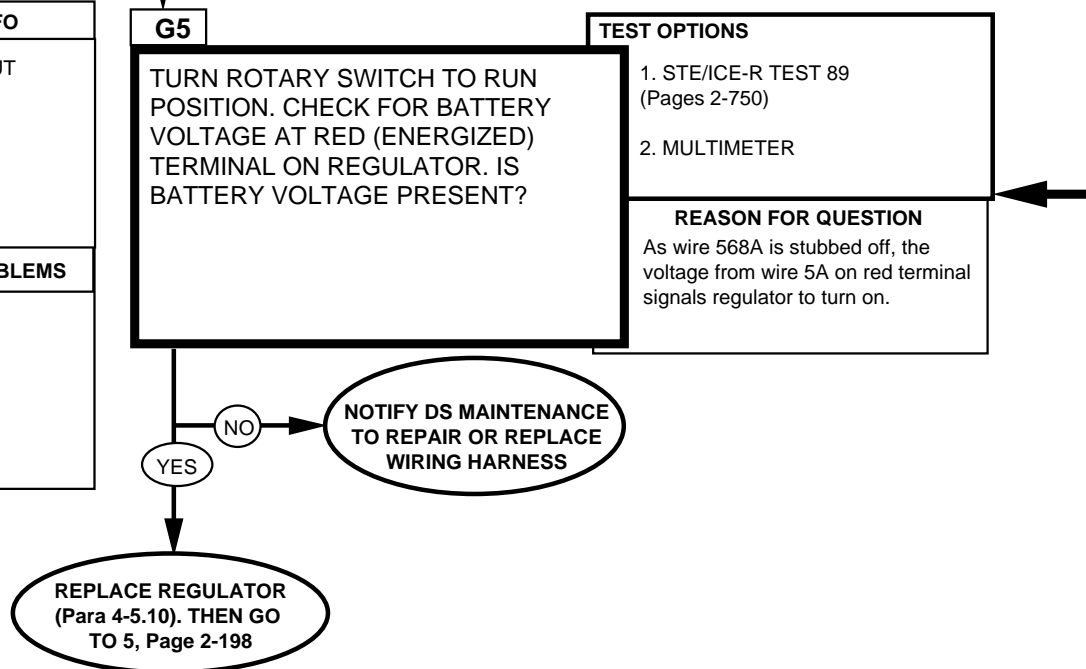 G5
TURN ROTARY SWITCH TO RUN
POSITION. CHECK FOR BATTERY
VOLTAGE AT RED (ENERGIZED)
TERMINAL ON REGULATOR. IS
BATTERY VOLTAGE PRESENT?
TEST OPTIONS
1. STE/ICE-R TEST 89
(Pages 2-750)
2. MULTIMETER
REASON FOR QUESTION
As wire 568A is stubbed off, the
voltage from wire 5A on red terminal
signals regulator to turn on.
NO
NOTIFY DS MAINTENANCE
TO REPAIR OR REPLACE
WIRING HARNESS
YES
REPLACE REGULATOR
(Para 4-5.10). THEN GO
TO 5, Page 2-198